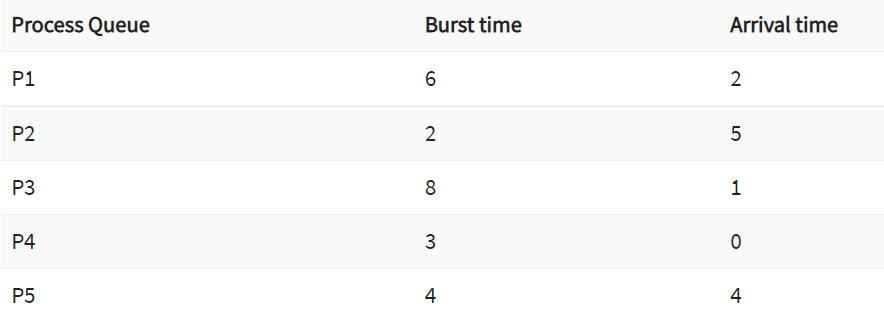 Process Queue Burst time Arrival time
P1 6 2
P2 2 5
P3 8 1
P4 3 0
P5 4 4